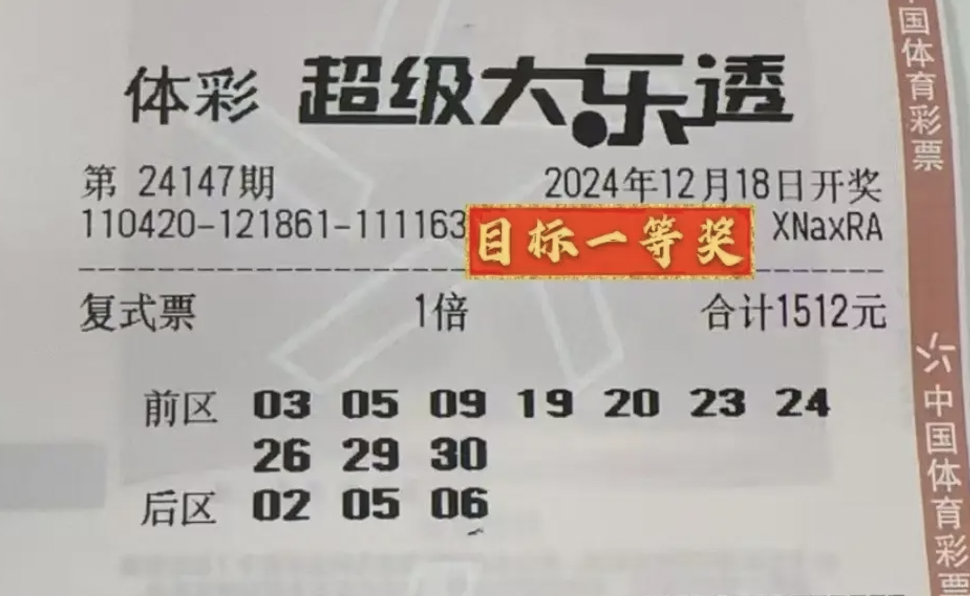 体彩 超级大乐透
第 24147期 2024年12月18日开奖
110420-121861-111163 目标一等奖 XNaxRA
复式票 1倍 合计1512元
前区 03 05 09 19 20 23 24
26 29 30
后区 02 05 06
中国体育彩票
中国体育彩票